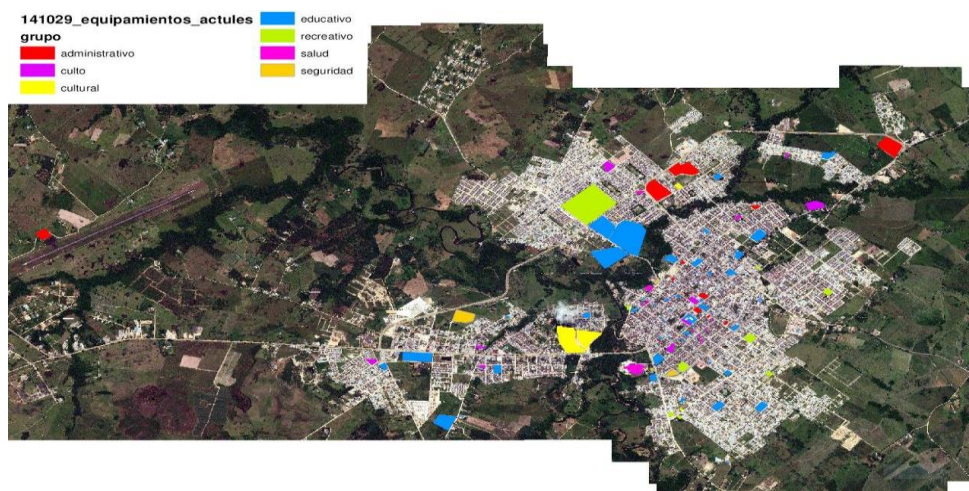 141029_equipamientos_actules
grupo
administrativo
culto
cultural
educativo
recreativo
salud
seguridad